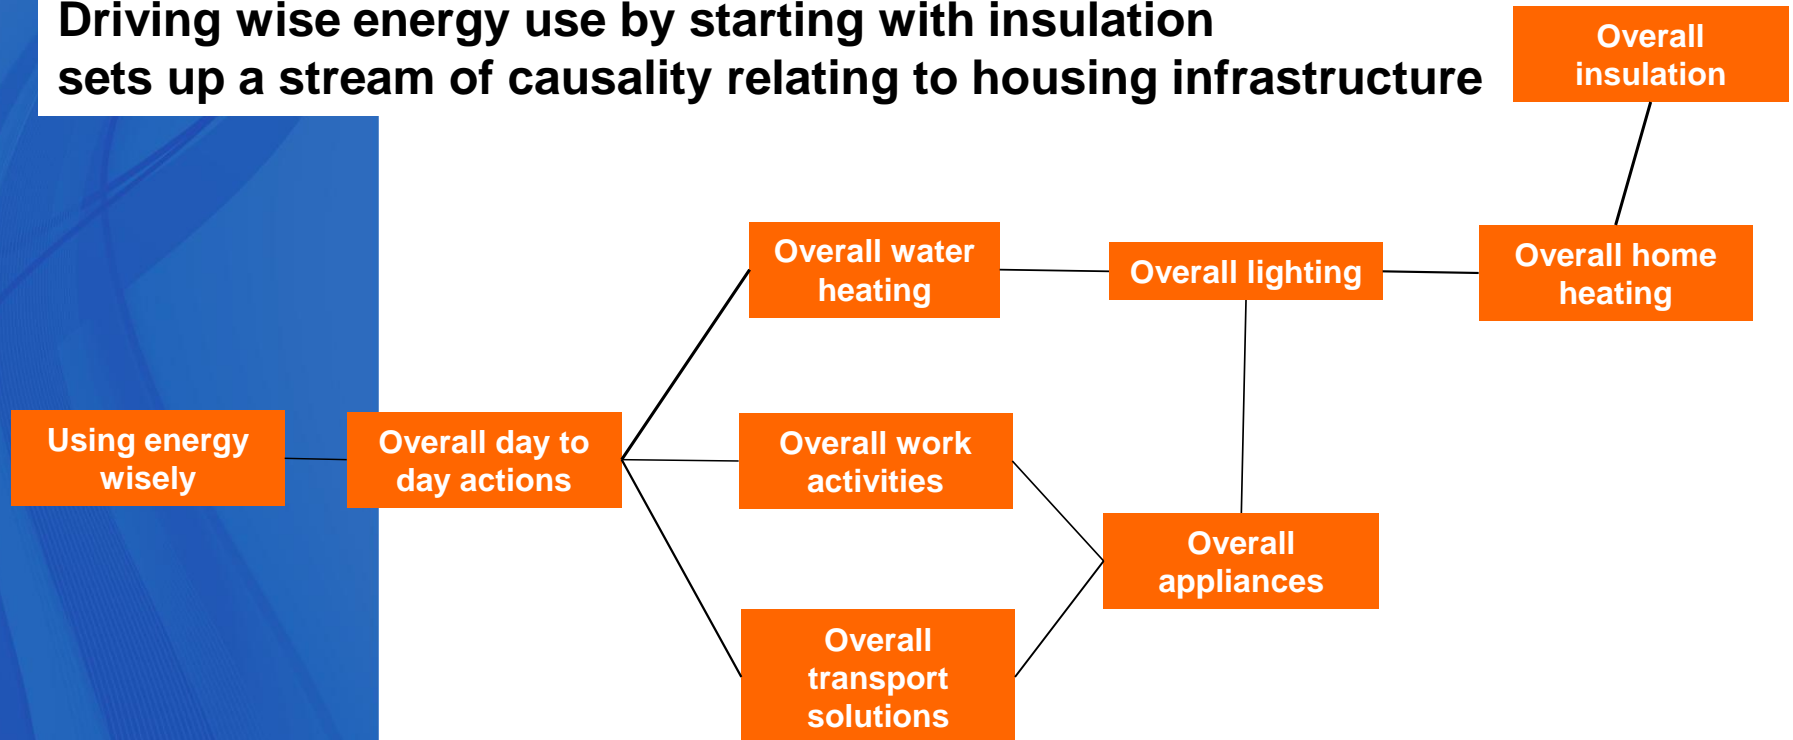 Driving wise energy use by starting with insulation
sets up a stream of causality relating to housing infrastructure
Overall
insulation
Overall water
heating
Overall lighting
Overall home
heating
Using energy
wisely
Overall day to
day actions
Overall work
activities
Overall
appliances
Overall
transport
solutions